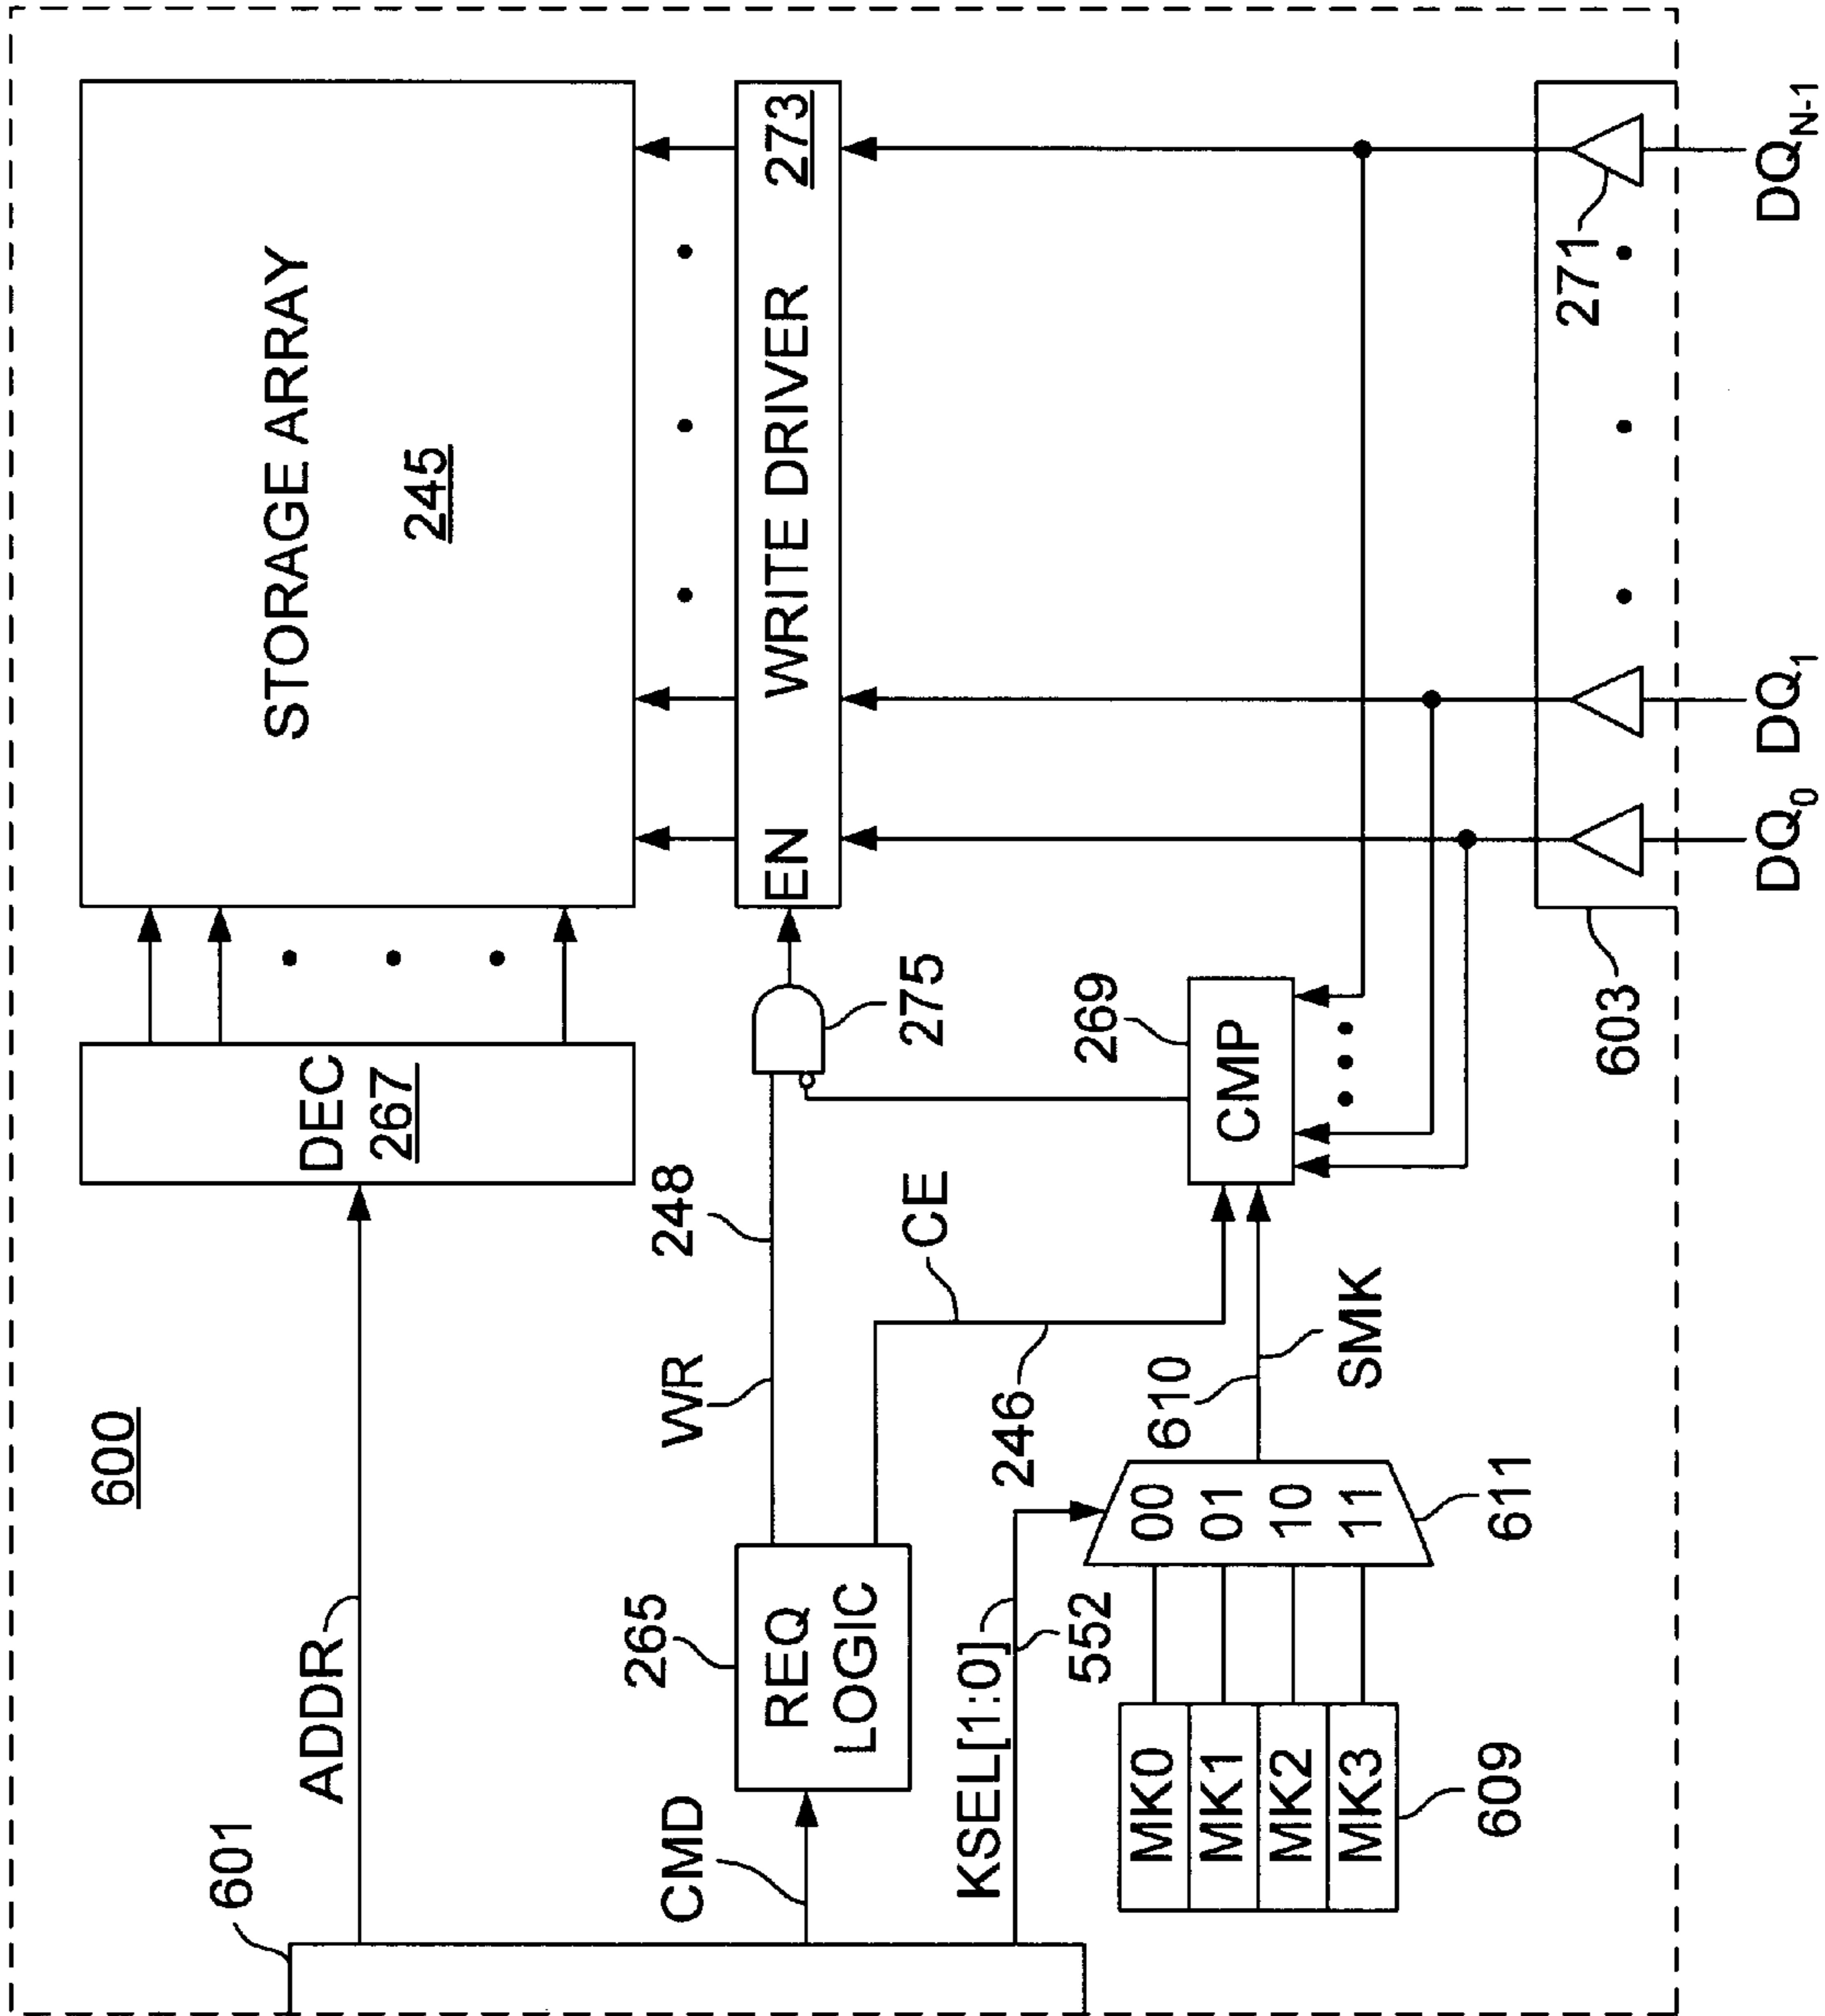 600
601
ADDR
DEC
267
STORAGE ARRAY
245
CMD
265
REQ
LOGIC
WR
248
275
EN
WRITE DRIVER
273
KSEL[1:0]
552
246
CE
MK0
MK1
MK2
MK3
609
00
01
10
11
611
610
SMK
269
CMP
603
271
DQ0
DQ1
DQN-1